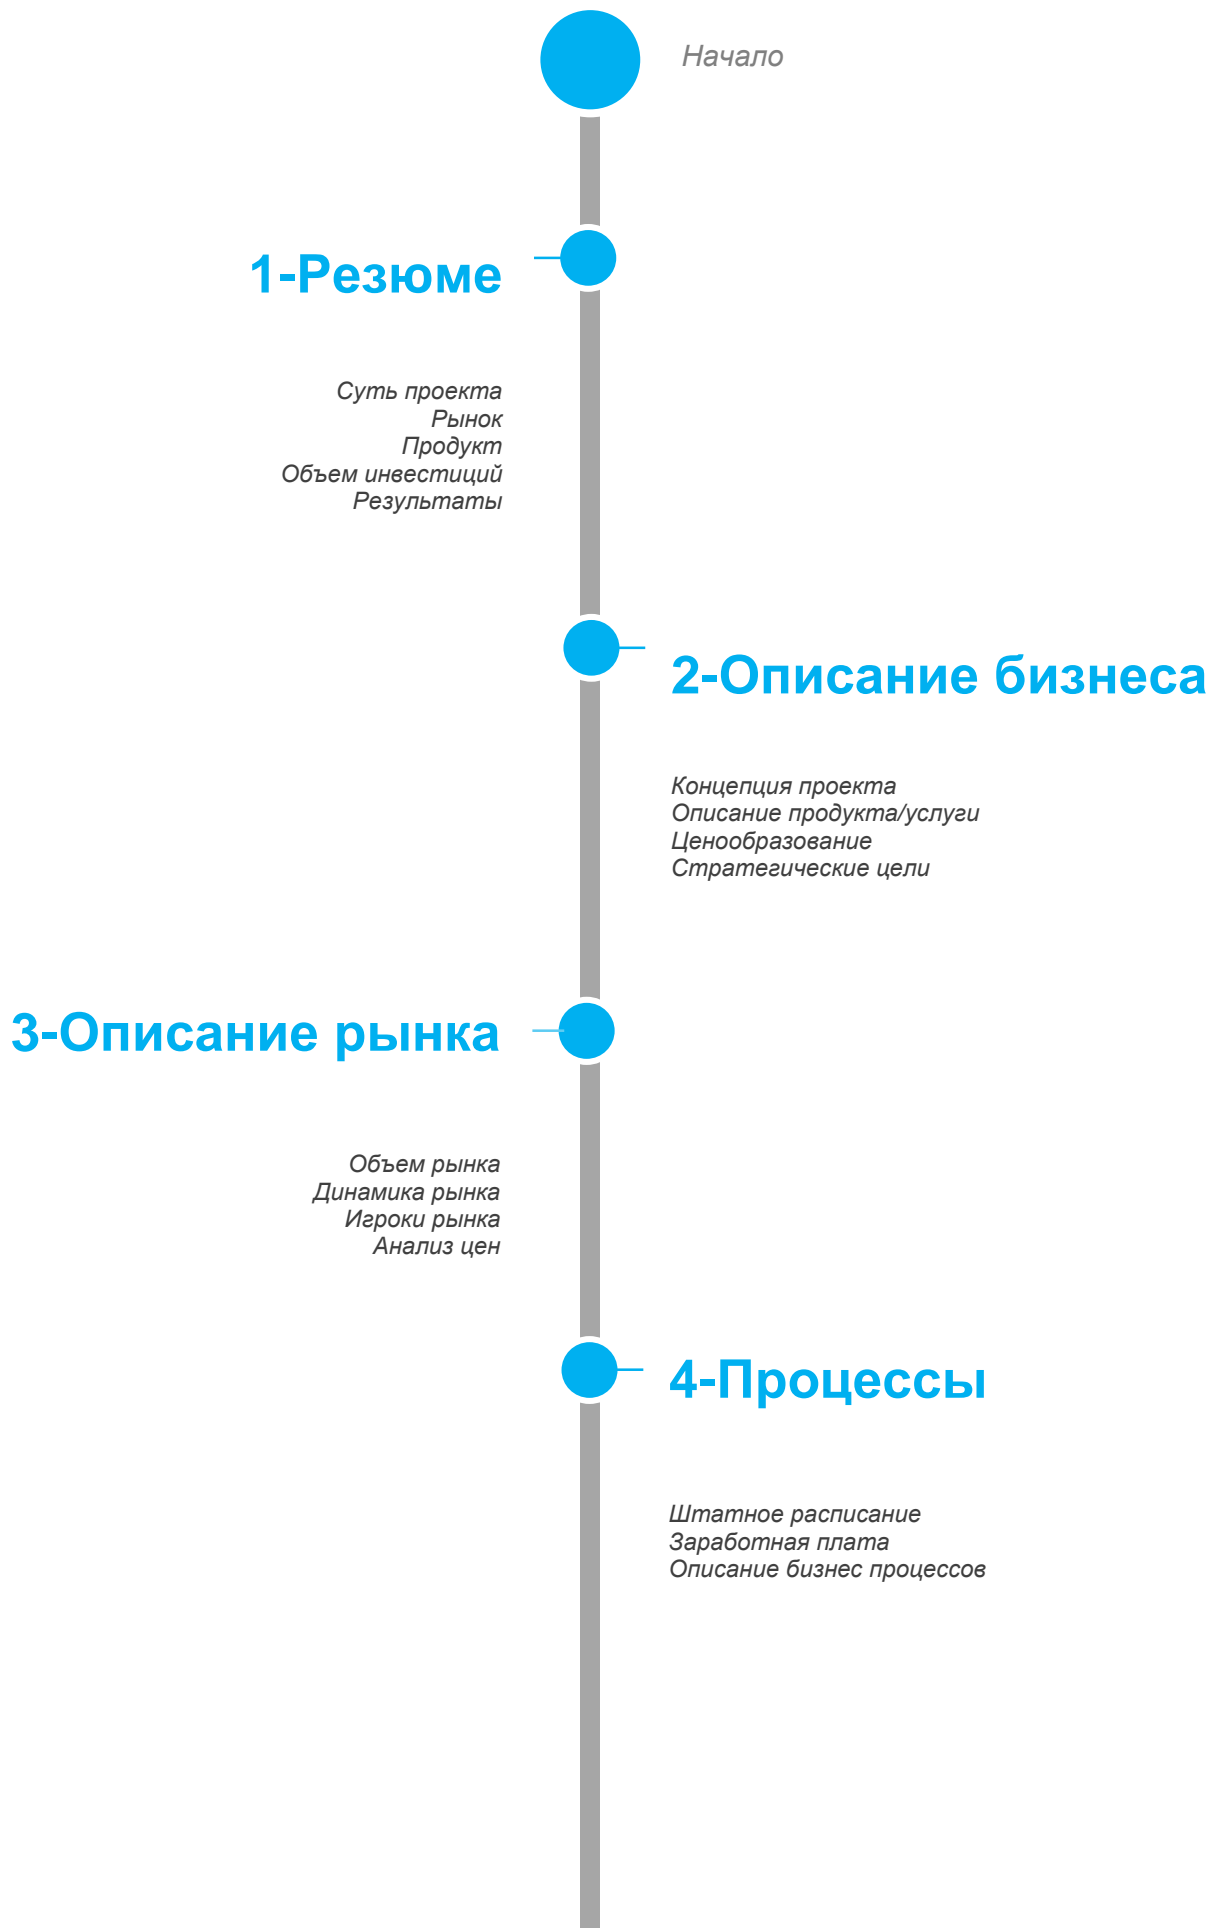 Начало
1-Резюме
Суть проекта
Рынок
Продукт
Объем инвестиций
Результаты
2-Описание бизнеса
Концепция проекта
Описание продукта/услуги
Ценообразование
Стратегические цели
3-Описание рынка
Объем рынка
Динамика рынка
Игроки рынка
Анализ цен
4-Процессы
Штатное расписание
Заработная плата
Описание бизнес процессов